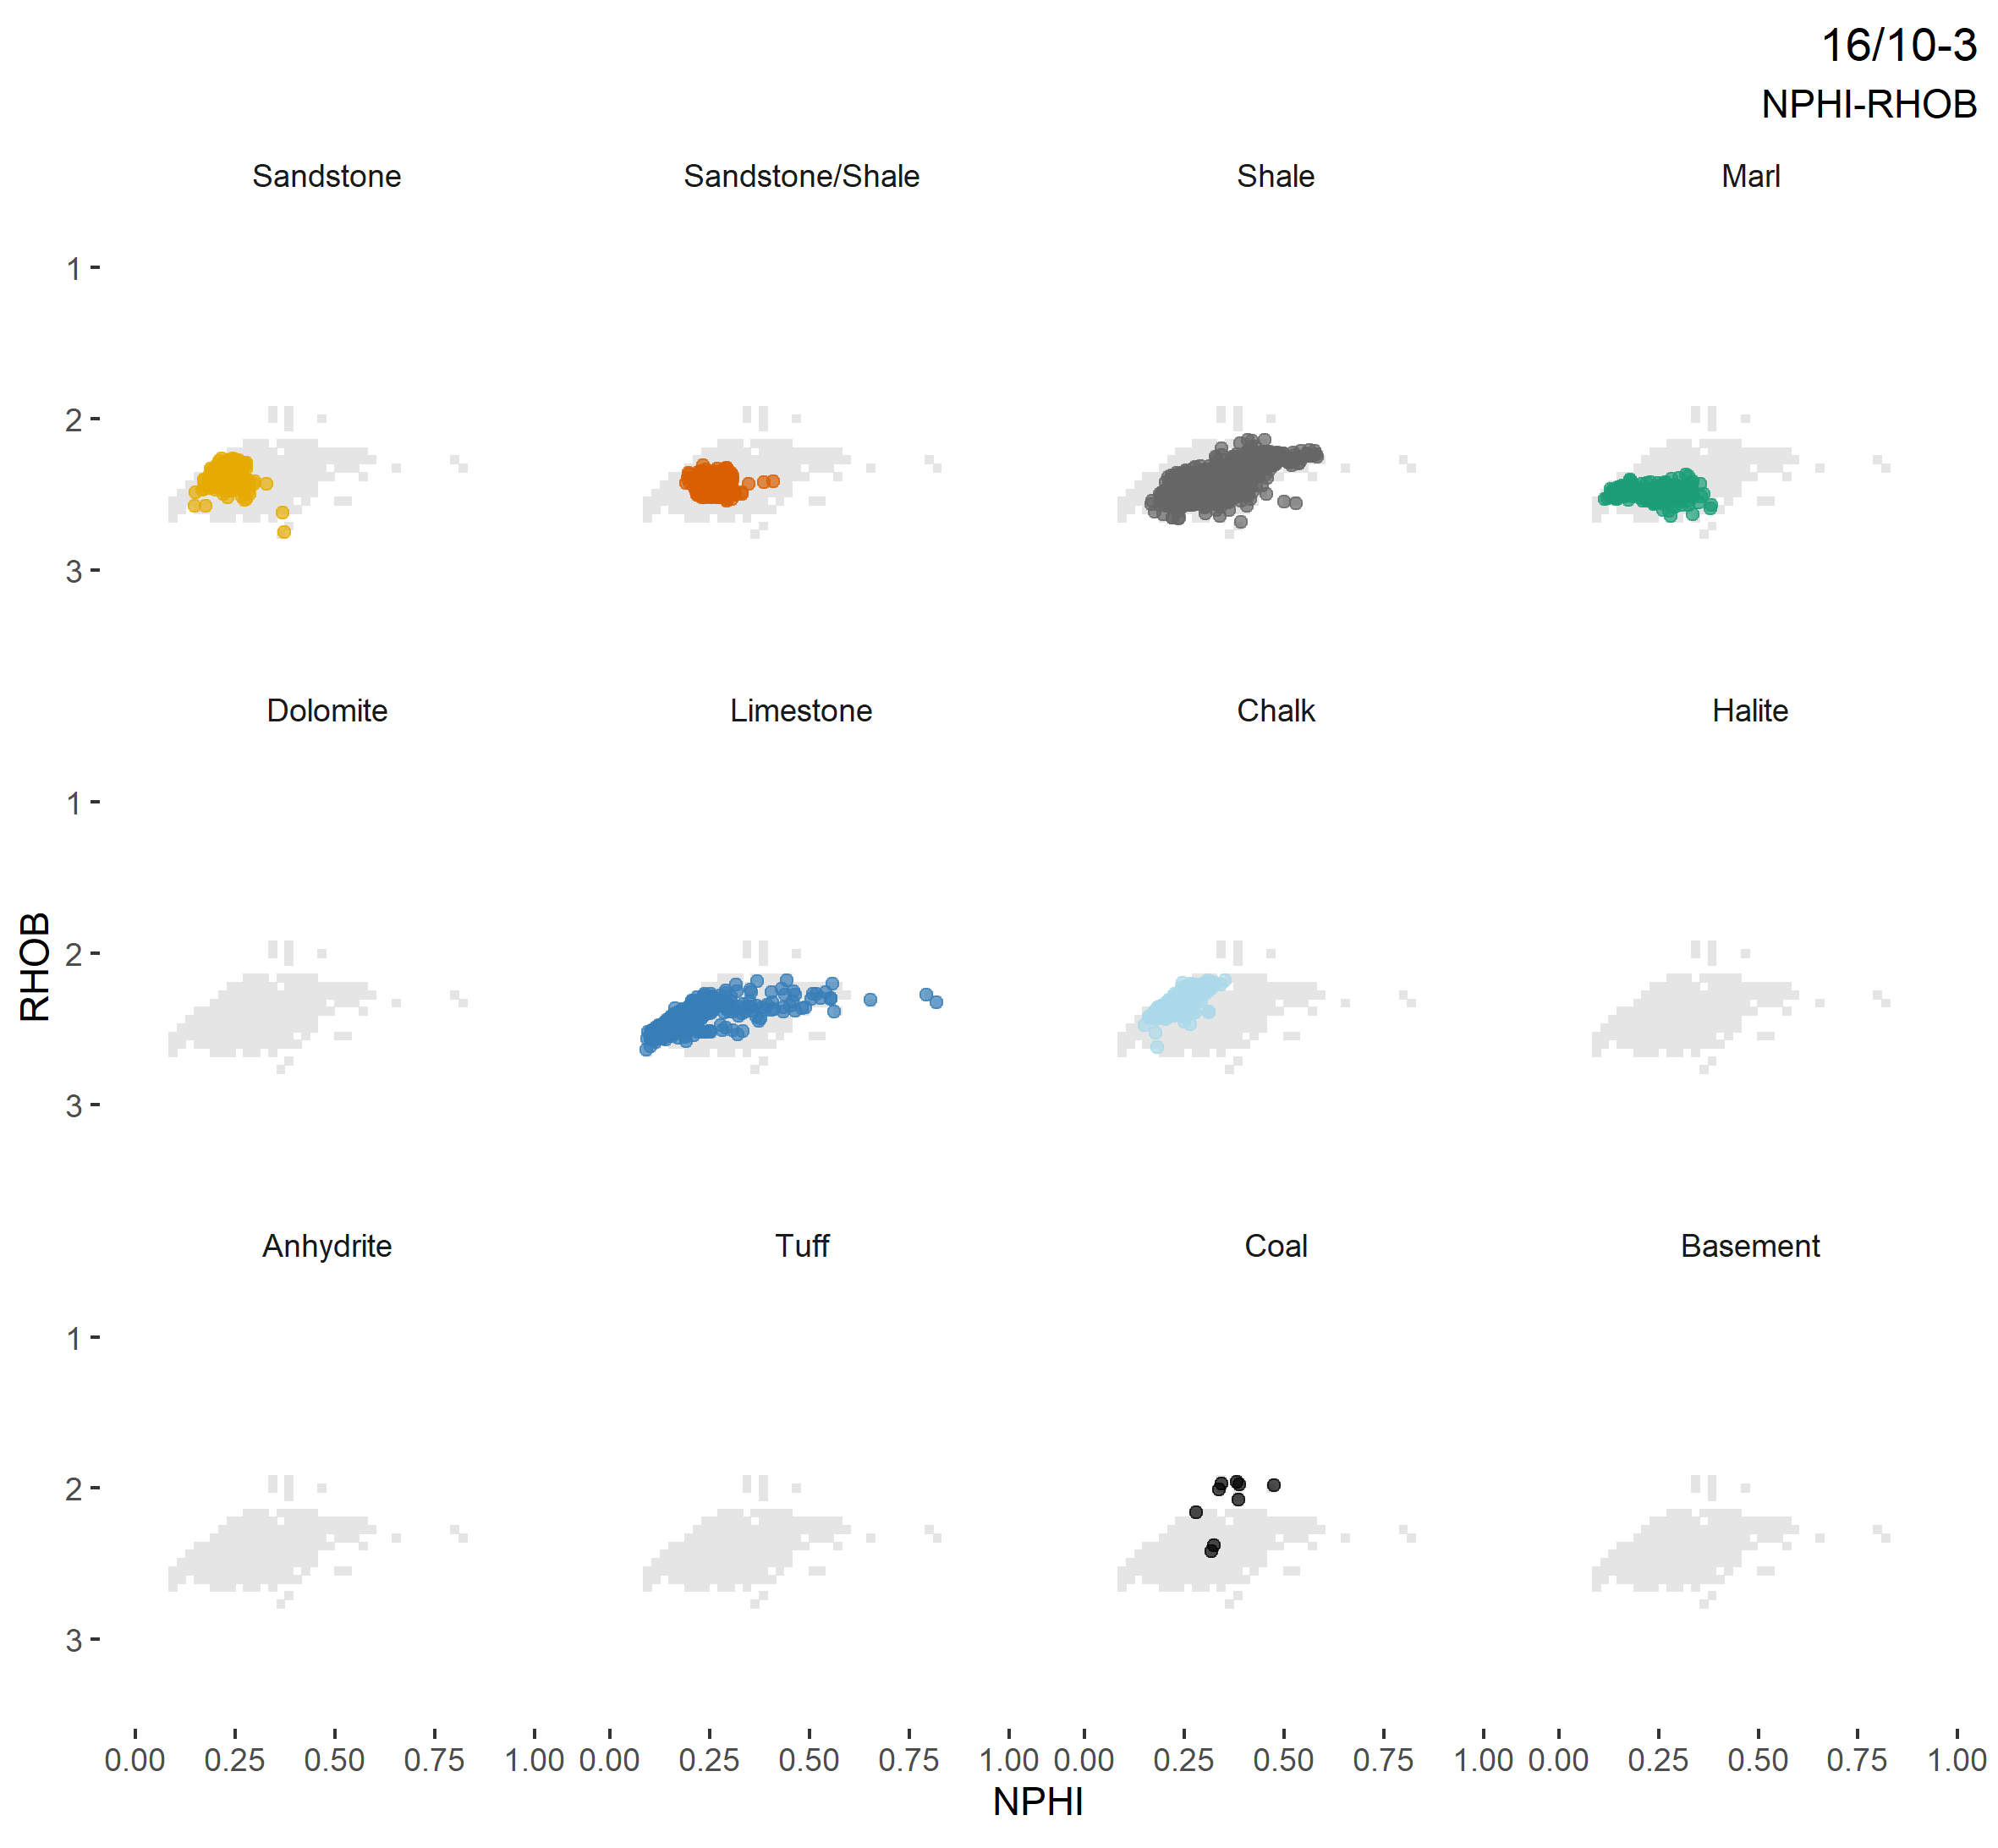 16/10-3
NPHI-RHOB
Sandstone Sandstone/Shale Shale Marl
1
2
3
Dolomite Limestone Chalk Halite
1
2
3
RHOB
Anhydrite Tuff Coal Basement
1
2
3
0.00 0.25 0.50 0.75 1.00 0.00 0.25 0.50 0.75 1.00 0.00 0.25 0.50 0.75 1.00 0.00 0.25 0.50 0.75 1.00
NPHI